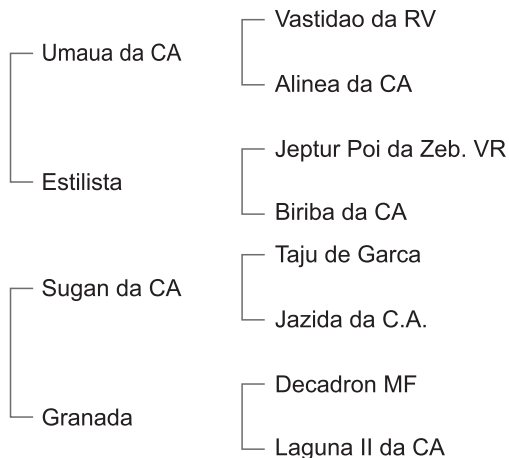 Vastidao da RV
Umaua da CA
Alinea da CA
Jeptur Poi da Zeb. VR
Estilista
Biriba da CA
Taju de Garca
Sugan da CA
Jazida da C.A.
Decadron MF
Granada
Laguna II da CA